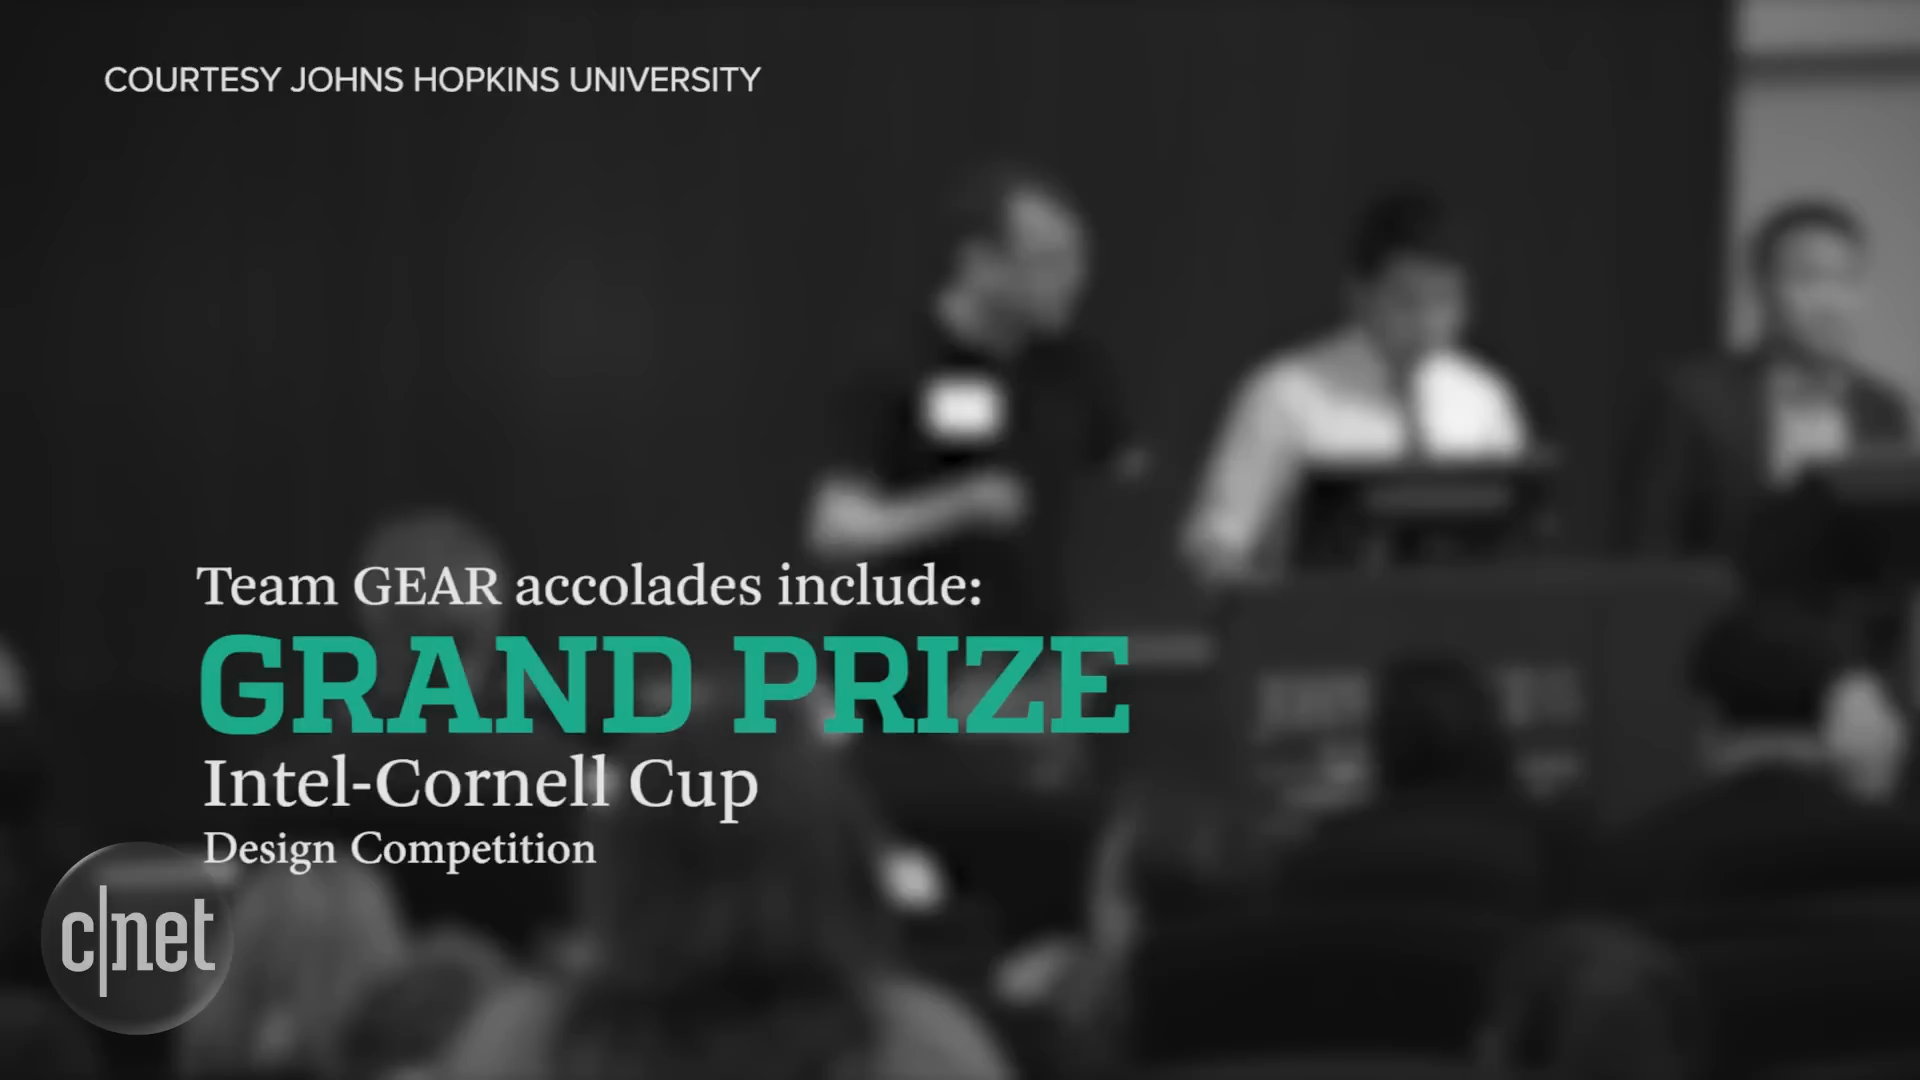 COURTESY JOHNS HOPKINS UNIVERSITY
Team GEAR accolades include:
GRAND PRIZE
Intel-Cornell Cup
Design Competition
c|net